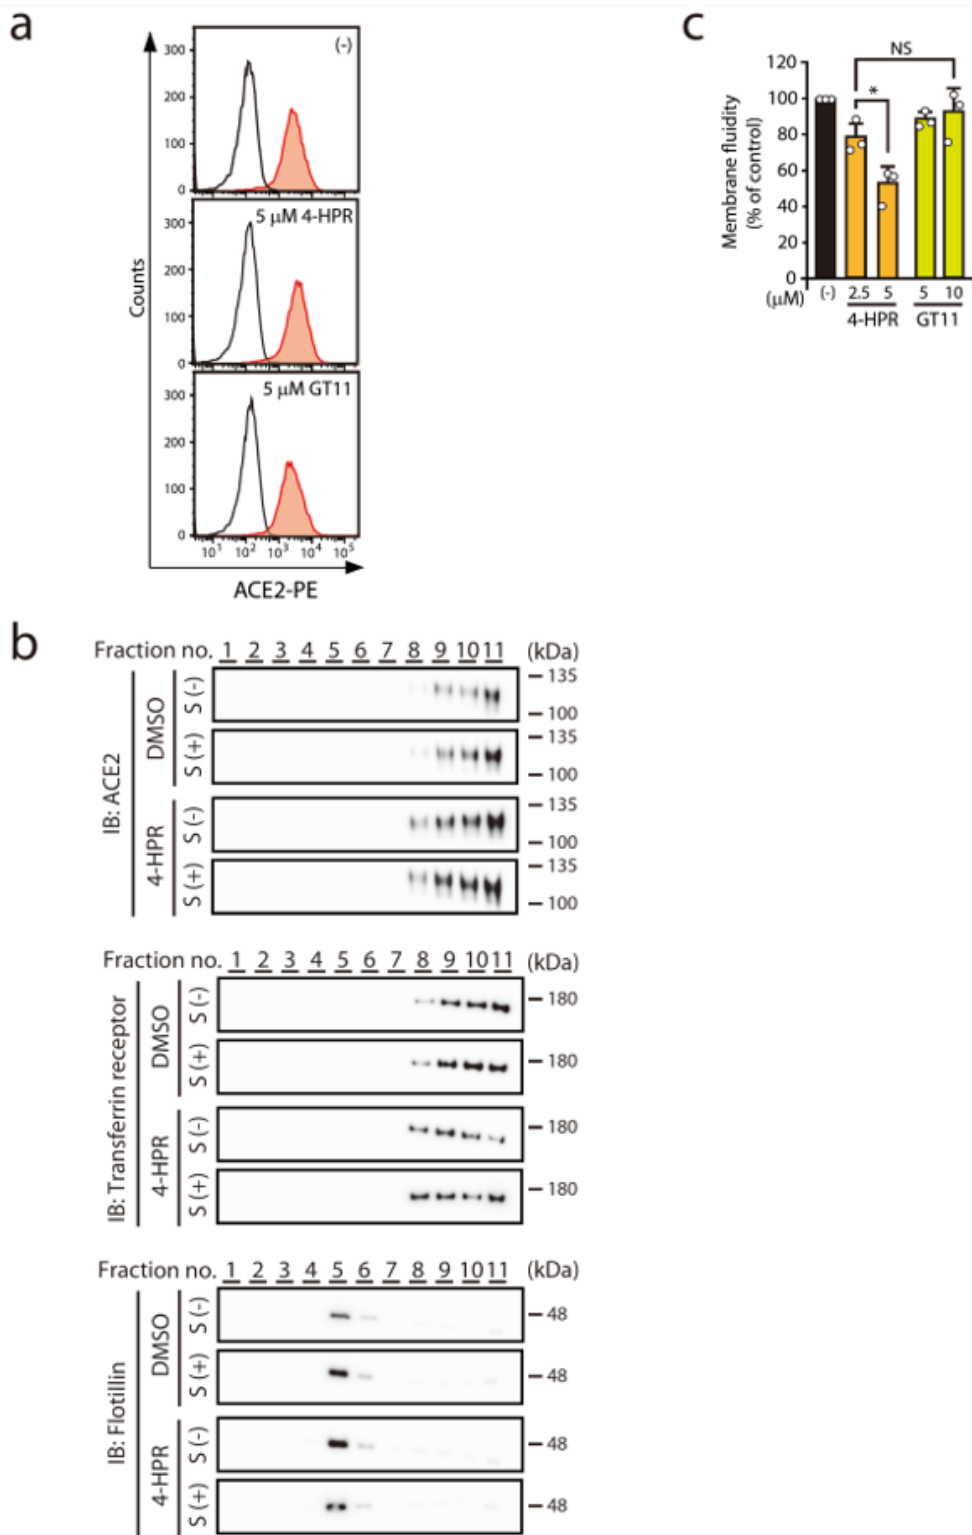 a
(-)
300
200
100
0
5 μM 4-HPR
300
200
100
0
5 μM GT11
300
200
100
0
Counts
10¹ 10² 10³ 10⁴ 10⁵
ACE2-PE
c
NS
*
120
100
80
60
40
20
0
Membrane fluidity
(% of control)
(μM) (-) 2.5 5 5 10
4-HPR GT11
b
Fraction no. 1 2 3 4 5 6 7 8 9 10 11 (kDa)
IB: ACE2
DMSO
S (-)
135
100
S (+)
135
100
4-HPR
S (-)
135
100
S (+)
135
100
Fraction no. 1 2 3 4 5 6 7 8 9 10 11 (kDa)
IB: Transferrin receptor
DMSO
S (-)
180
S (+)
180
4-HPR
S (-)
180
S (+)
180
Fraction no. 1 2 3 4 5 6 7 8 9 10 11 (kDa)
IB: Flotillin
DMSO
S (-)
48
S (+)
48
4-HPR
S (-)
48
S (+)
48